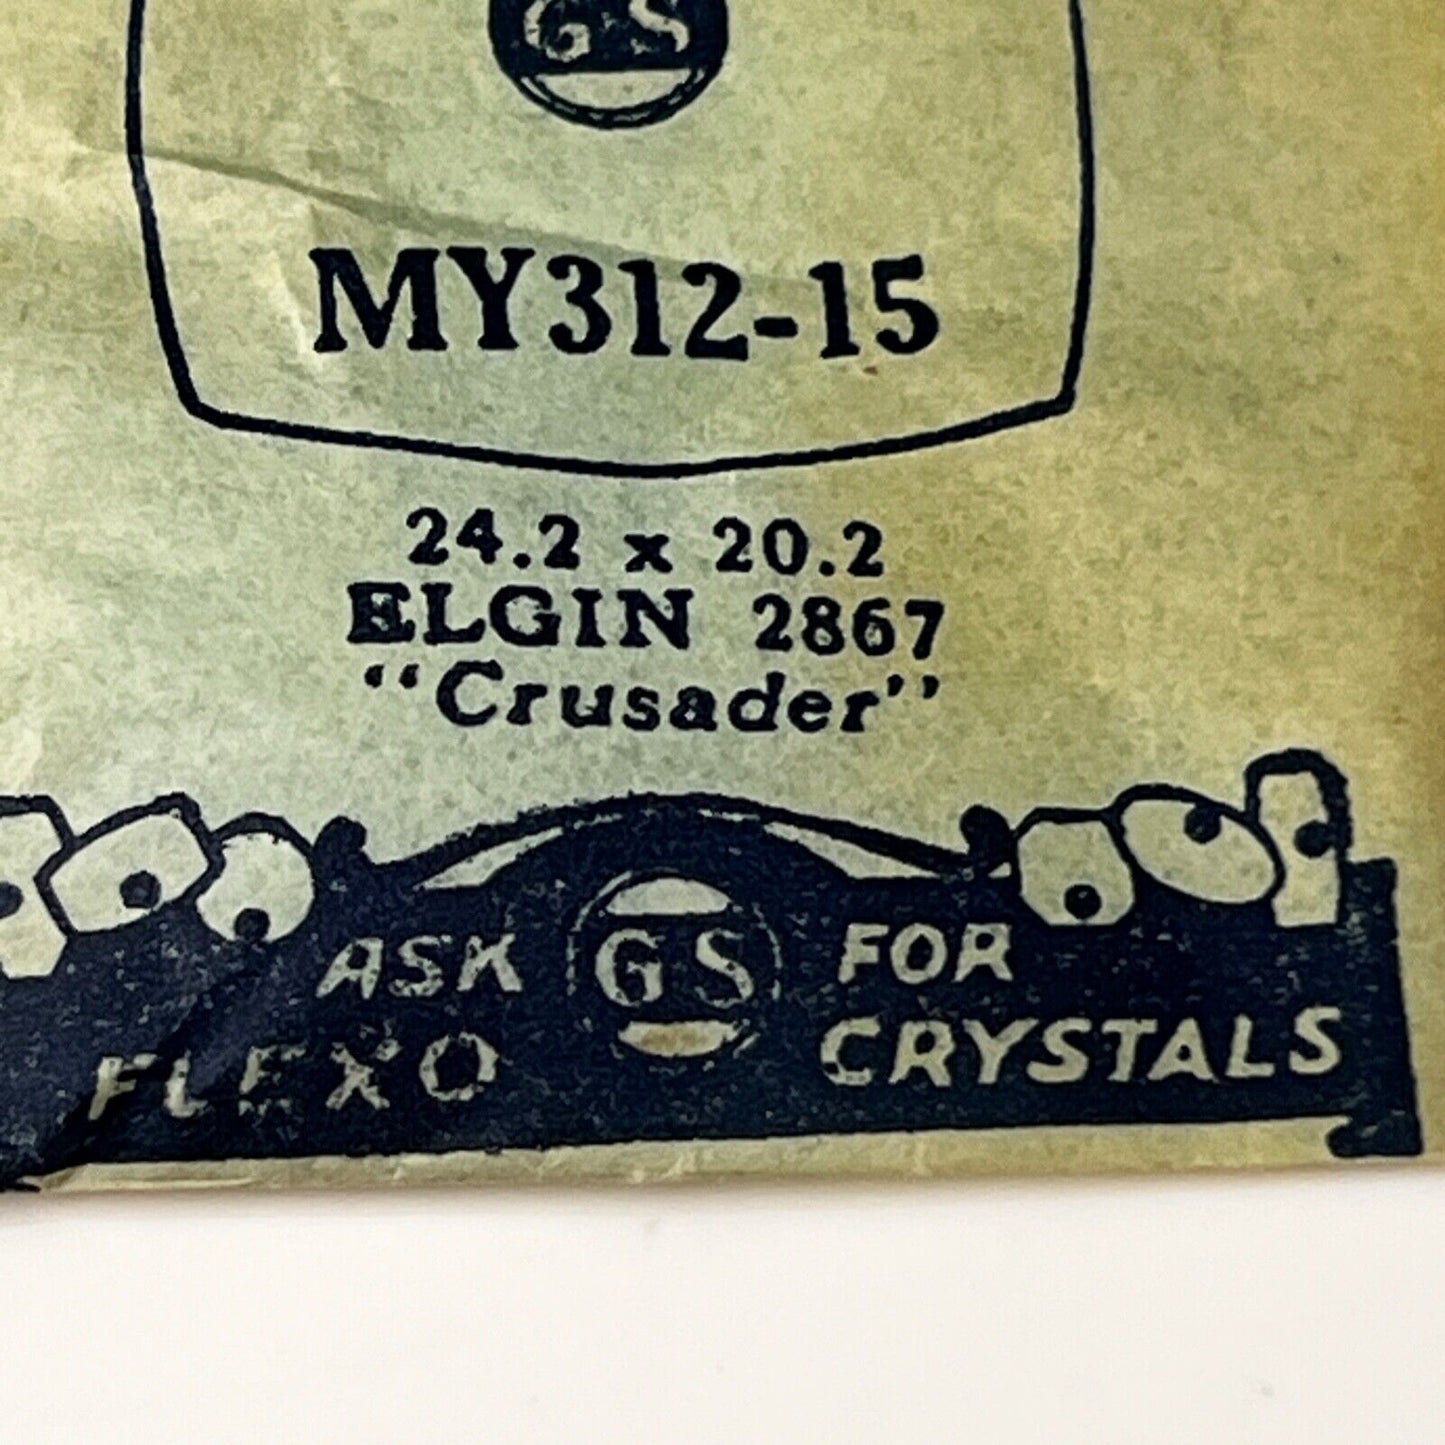 GS
MY312-15
24.2 x 20.2
ELGIN 2867
“Crusader”
ASK GS FOR
FLEXO CRYSTALS